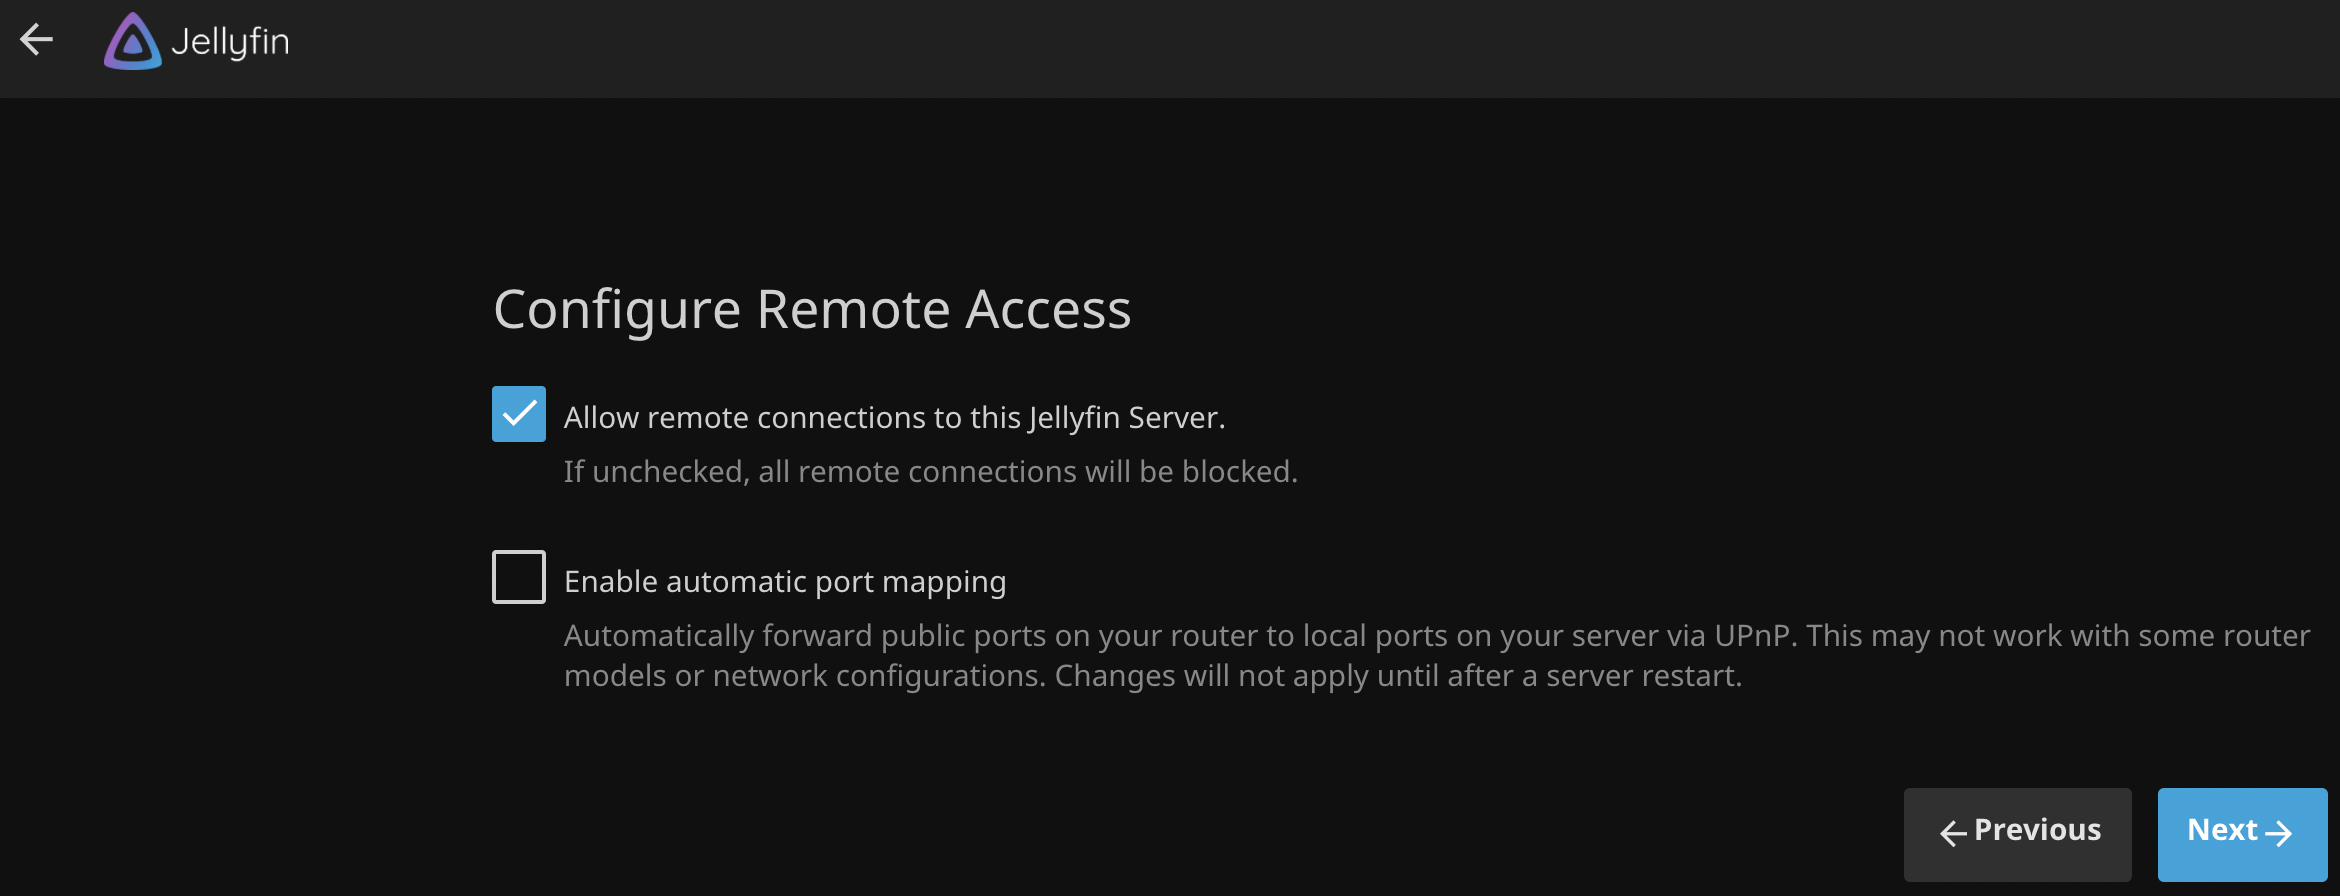 Jellyfin
Configure Remote Access
Allow remote connections to this Jellyfin Server.
If unchecked, all remote connections will be blocked.
Enable automatic port mapping
Automatically forward public ports on your router to local ports on your server via UPnP. This may not work with some router
models or network configurations. Changes will not apply until after a server restart.
Previous
Next